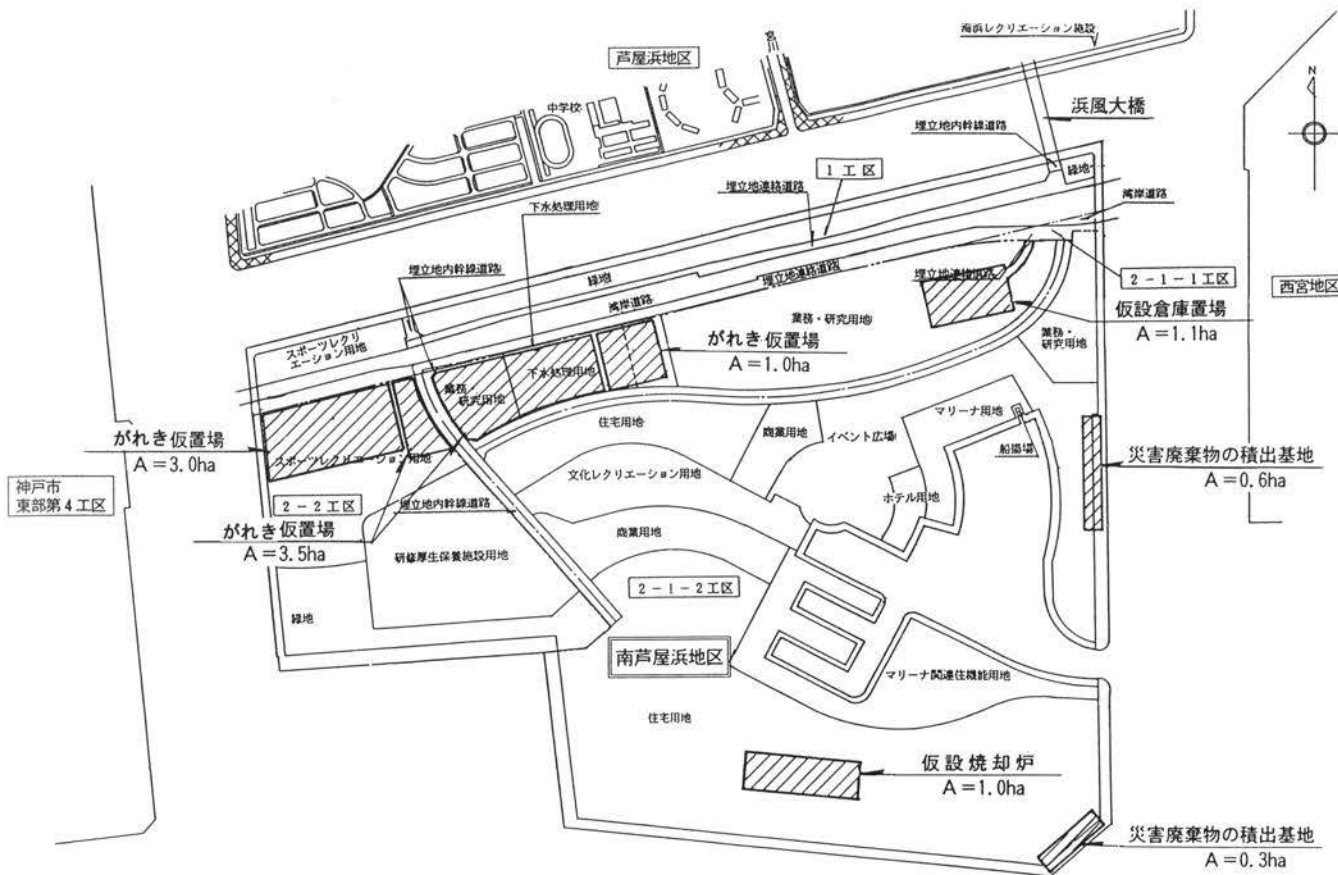 海浜レクリエーション施設
芦屋浜地区
N
中学校
浜風大橋
埋立地内幹線道路
1工区
緑地
埋立地連絡道路
下水処理用地
湾岸道路
埋立地内幹線道路
緑地
埋立地連絡道路
湾岸道路
2-1-1工区
西宮地区
仮設倉庫置場
A=1.1ha
業務・研究用地
業務・
研究用地
スポーツレクリ
エーション用地
がれき仮置場
A=1.0ha
下水処理用地
業務・
研究用地
住宅用地
商業用地
イベント広場
マリーナ用地
船揚場
がれき仮置場
A=3.0ha
スポーツレクリエーション用地
文化レクリエーション用地
災害廃棄物の積出基地
A=0.6ha
神戸市
東部第4工区
2-2工区
埋立地内幹線道路
ホテル用地
がれき仮置場
A=3.5ha
商業用地
研修厚生保養施設用地
2-1-2工区
緑地
南芦屋浜地区
マリーナ関連住機能用地
住宅用地
仮設焼却炉
A=1.0ha
災害廃棄物の積出基地
A=0.3ha